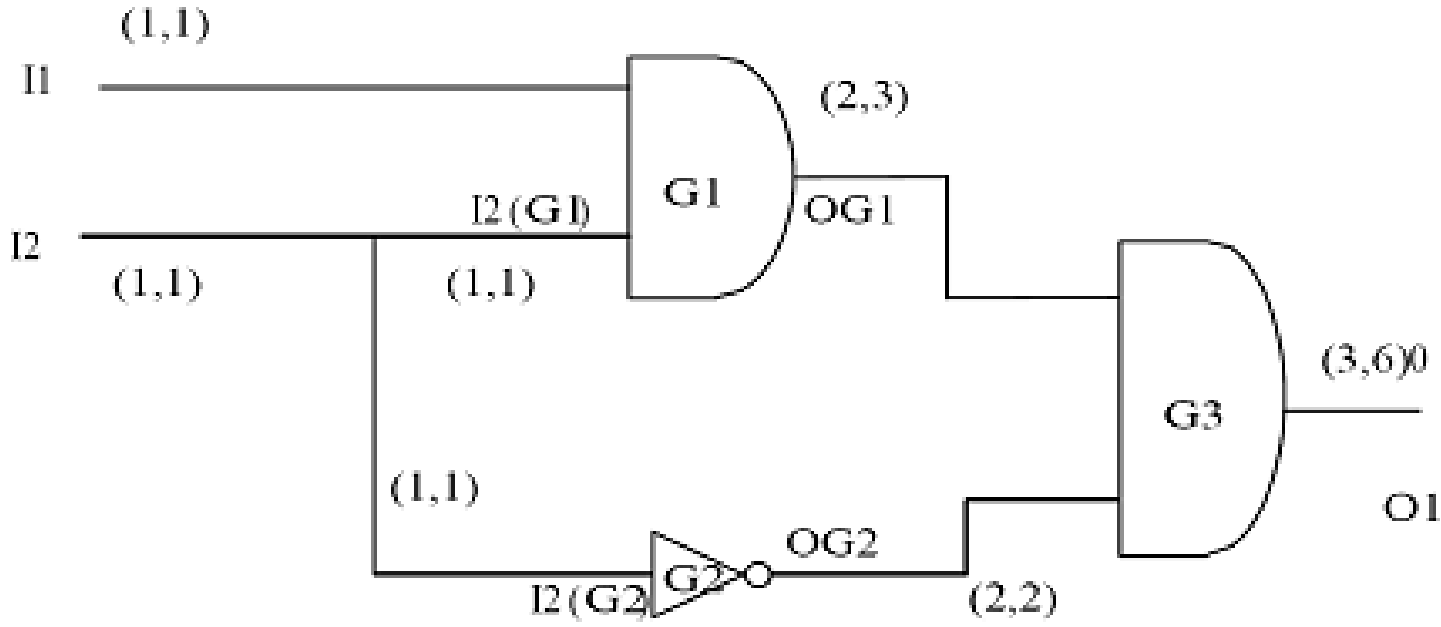 (1,1)
I1
(2,3)
G1
I2(G1)
OG1
I2
(1,1)
(1,1)
(3,6)0
G3
(1,1)
O1
OG2
G2
I2(G2)
(2,2)